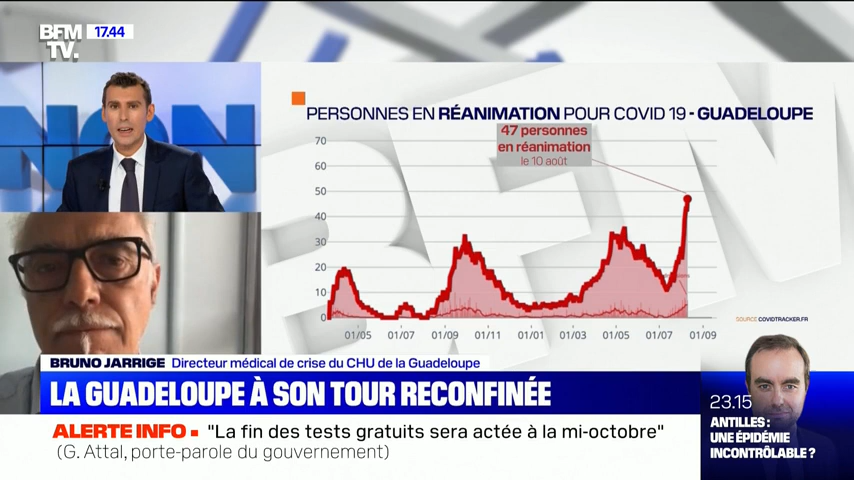 BFM
TV.
17.44
NON
PERSONNES EN RÉANIMATION POUR COVID 19 - GUADELOUPE
47 personnes
en réanimation
le 10 août
70
60
50
40
30
20
10
0
01/05
01/07
01/09
01/11
01/01
01/03
01/05
01/07
01/09
SOURCE COVIDTRACKER.FR
BRUNO JARRIGE Directeur médical de crise du CHU de la Guadeloupe
LA GUADELOUPE À SON TOUR RECONFINÉE
ALERTE INFO "La fin des tests gratuits sera actée à la mi-octobre"
(G. Attal, porte-parole du gouvernement)
23.15
ANTILLES :
UNE ÉPIDÉMIE
INCONTRÔLABLE ?